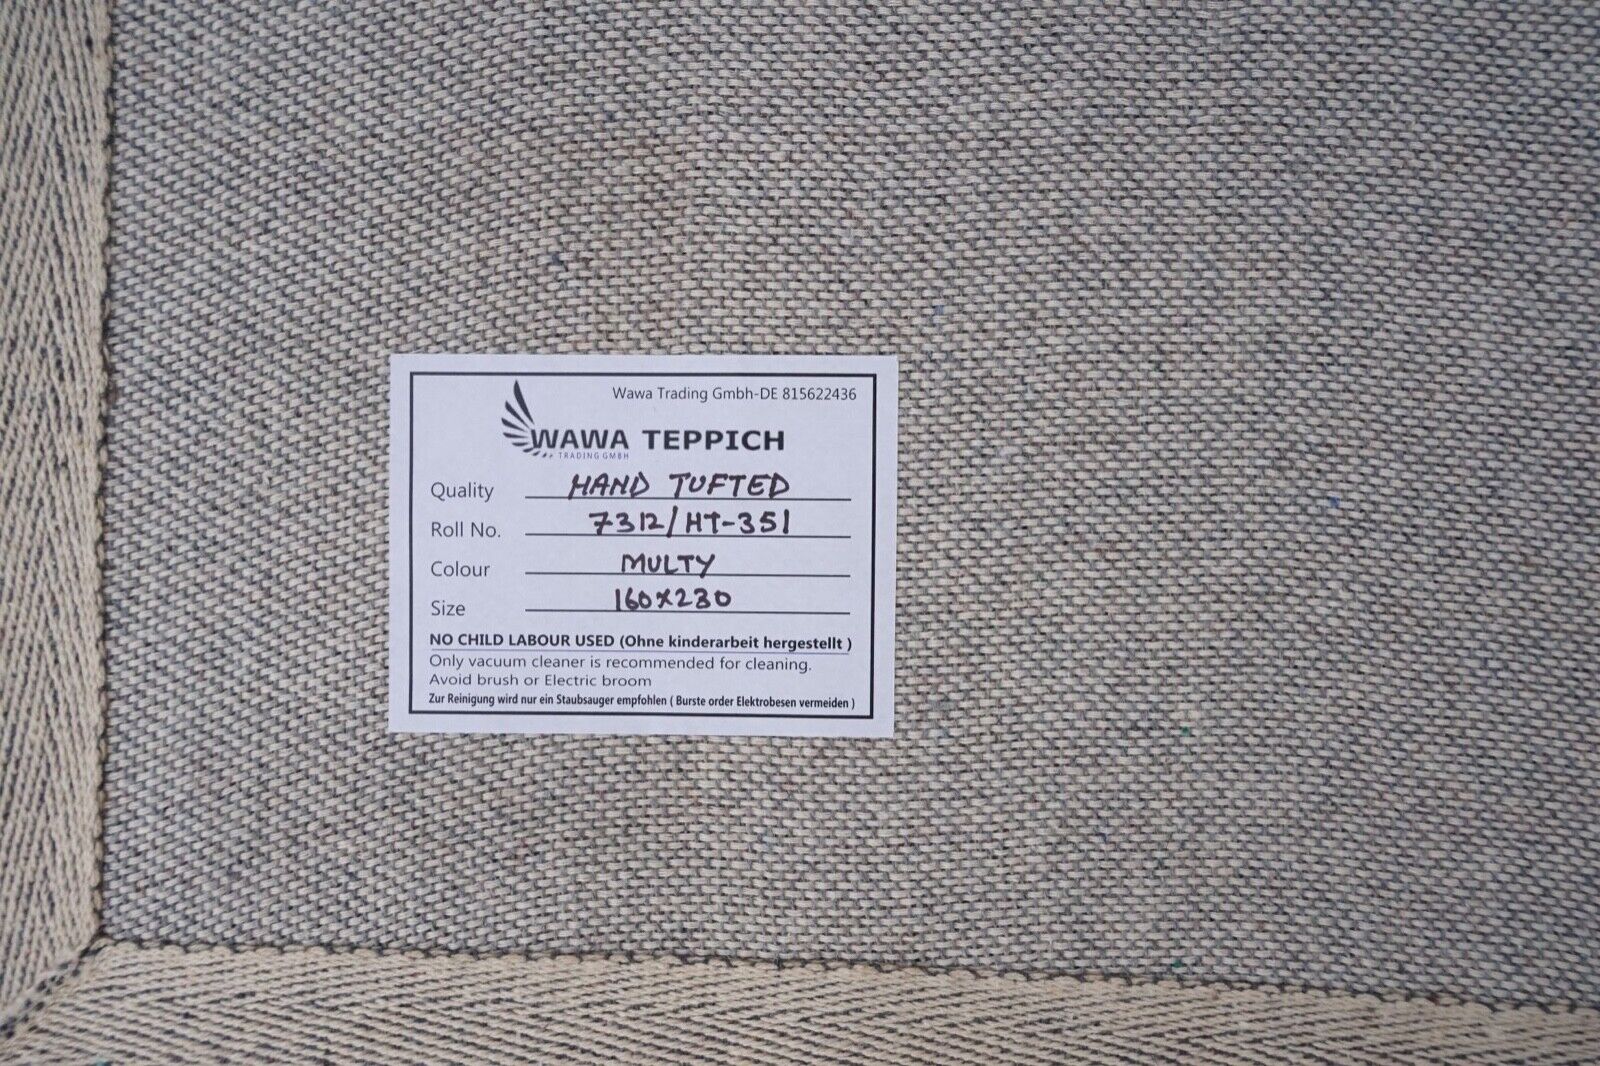 Wawa Trading Gmbh-DE 815622436
WAWA TEPPICH
TRADING GMBH
Quality HAND TUFTED
Roll No. 7312/HT-351
Colour MULTY
Size 160X230
NO CHILD LABOUR USED (Ohne kinderarbeit hergestellt )
Only vacuum cleaner is recommended for cleaning.
Avoid brush or Electric broom
Zur Reinigung wird nur ein Staubsauger empfohlen ( Burste order Elektrobesen vermeiden )